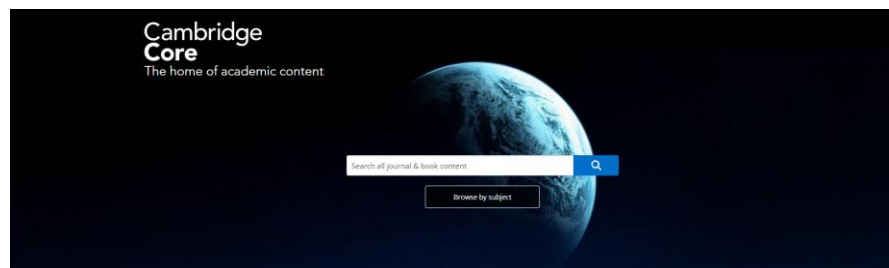 Cambridge
Core
The home of academic content
Search all journal & book content
Browse by subject